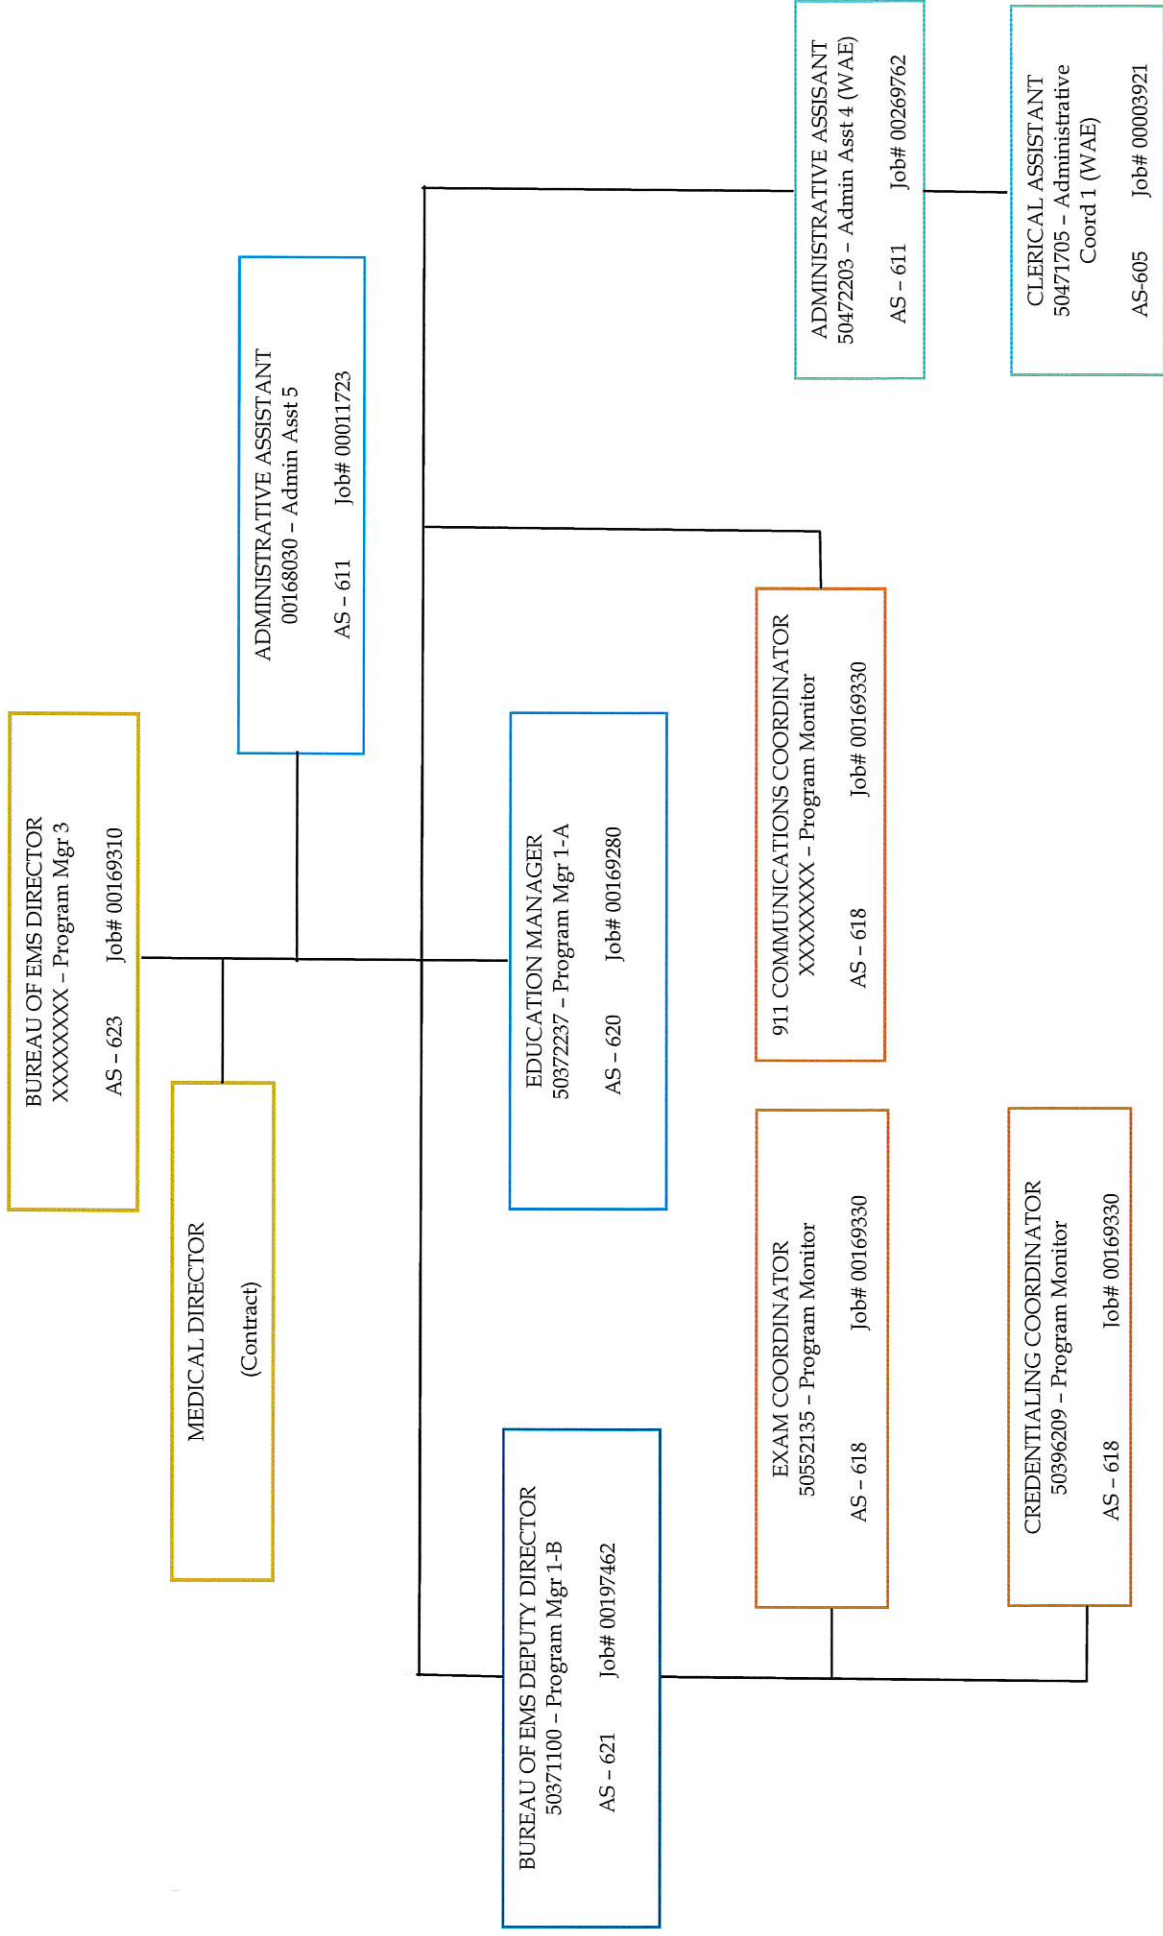 BUREAU OF EMS DIRECTOR
XXXXXXXX – Program Mgr 3
AS – 623 Job# 00169310
MEDICAL DIRECTOR
(Contract)
ADMINISTRATIVE ASSISTANT
00168030 – Admin Asst 5
AS – 611 Job# 00011723
BUREAU OF EMS DEPUTY DIRECTOR
50371100 – Program Mgr 1-B
AS – 621 Job# 00197462
EDUCATION MANAGER
50372237 – Program Mgr 1-A
AS – 620 Job# 00169280
EXAM COORDINATOR
50552135 – Program Monitor
AS – 618 Job# 00169330
911 COMMUNICATIONS COORDINATOR
XXXXXXXX – Program Monitor
AS – 618 Job# 00169330
ADMINISTRATIVE ASSISANT
50472203 – Admin Asst 4 (WAE)
AS – 611 Job# 00269762
CREDENTIALING COORDINATOR
50396209 – Program Monitor
AS – 618 Job# 00169330
CLERICAL ASSISTANT
50471705 – Administrative
Coord 1 (WAE)
AS-605 Job# 00003921